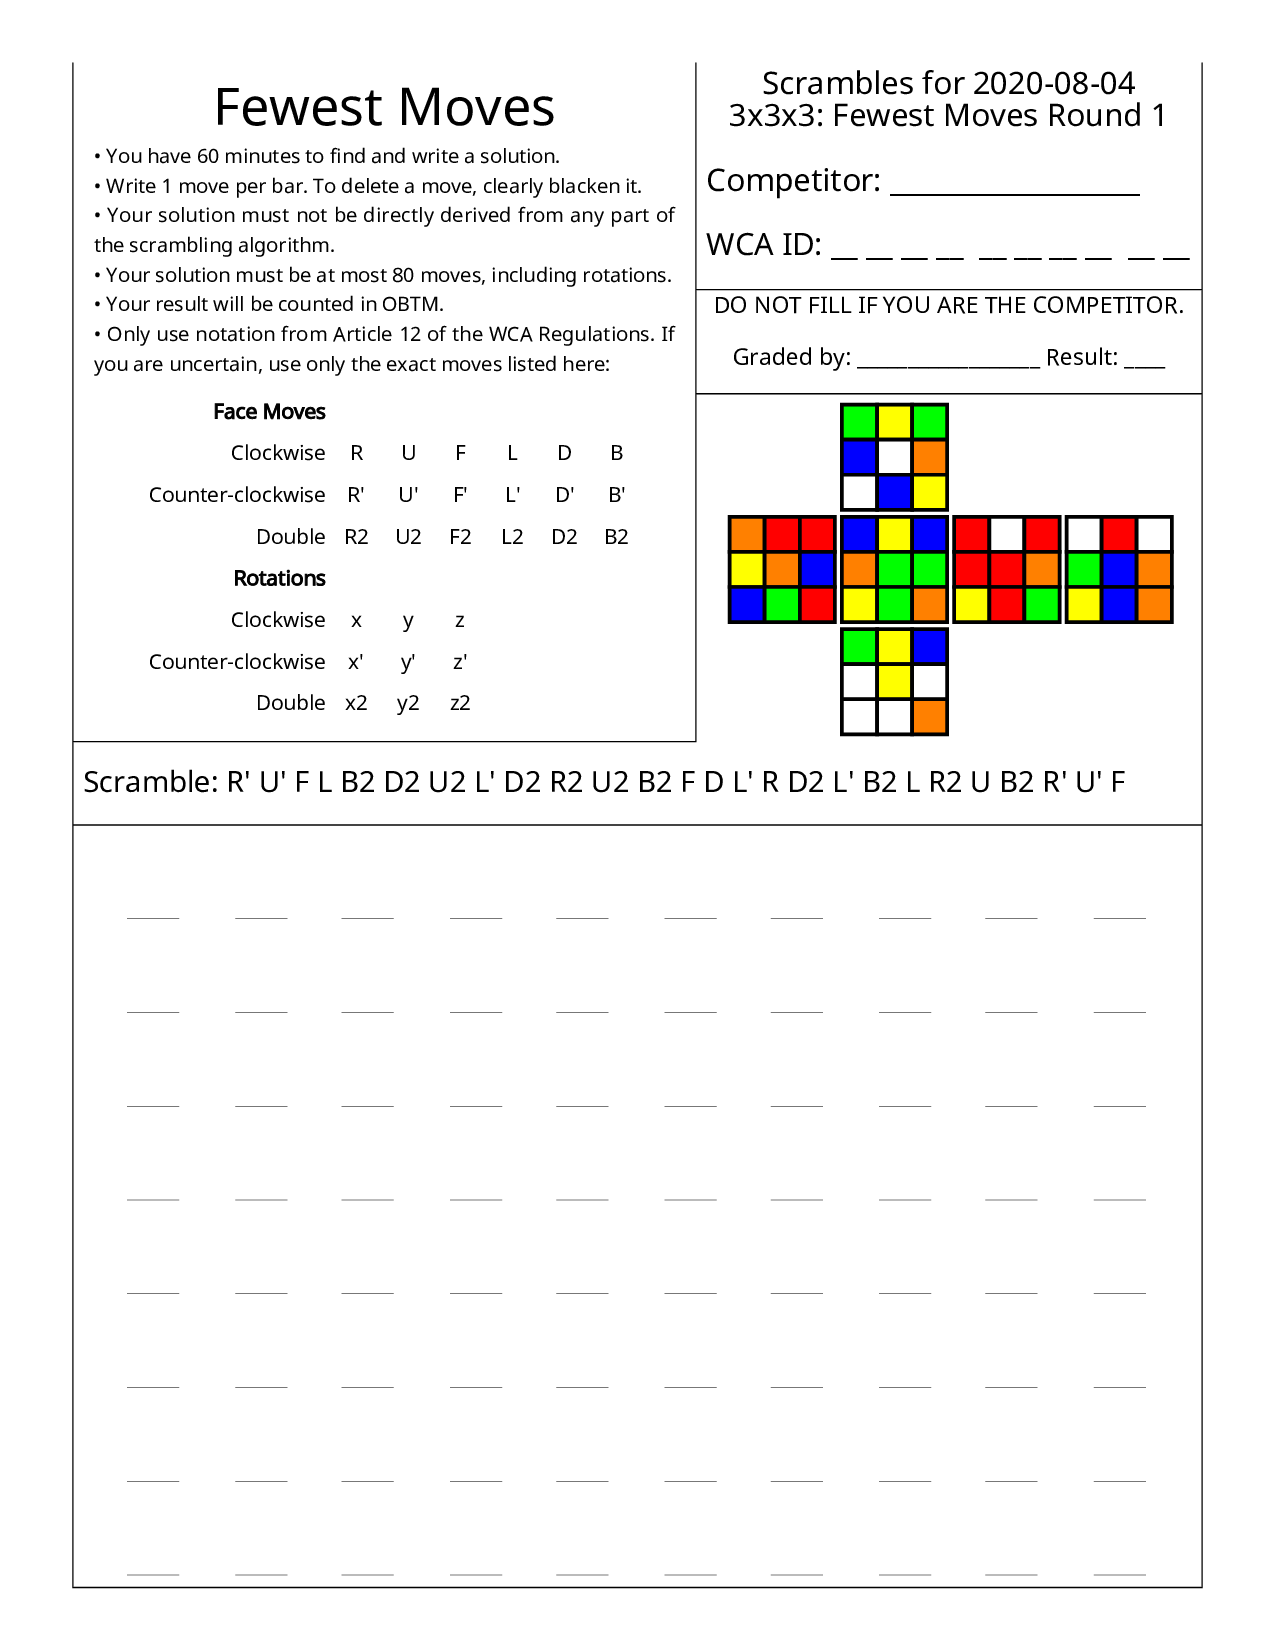 Fewest Moves
• You have 60 minutes to find and write a solution.
• Write 1 move per bar. To delete a move, clearly blacken it.
• Your solution must not be directly derived from any part of
the scrambling algorithm.
• Your solution must be at most 80 moves, including rotations.
• Your result will be counted in OBTM.
• Only use notation from Article 12 of the WCA Regulations. If
you are uncertain, use only the exact moves listed here:
Face Moves
Clockwise R U F L D B
Counter-clockwise R' U' F' L' D' B'
Double R2 U2 F2 L2 D2 B2
Rotations
Clockwise x y z
Counter-clockwise x' y' z'
Double x2 y2 z2
Scrambles for 2020-08-04
3x3x3: Fewest Moves Round 1
Competitor: __________________
WCA ID: __ __ __ __  __ __ __ __  __ __
DO NOT FILL IF YOU ARE THE COMPETITOR.
Graded by: __________________ Result: ____
Scramble: R' U' F L B2 D2 U2 L' D2 R2 U2 B2 F D L' R D2 L' B2 L R2 U B2 R' U' F